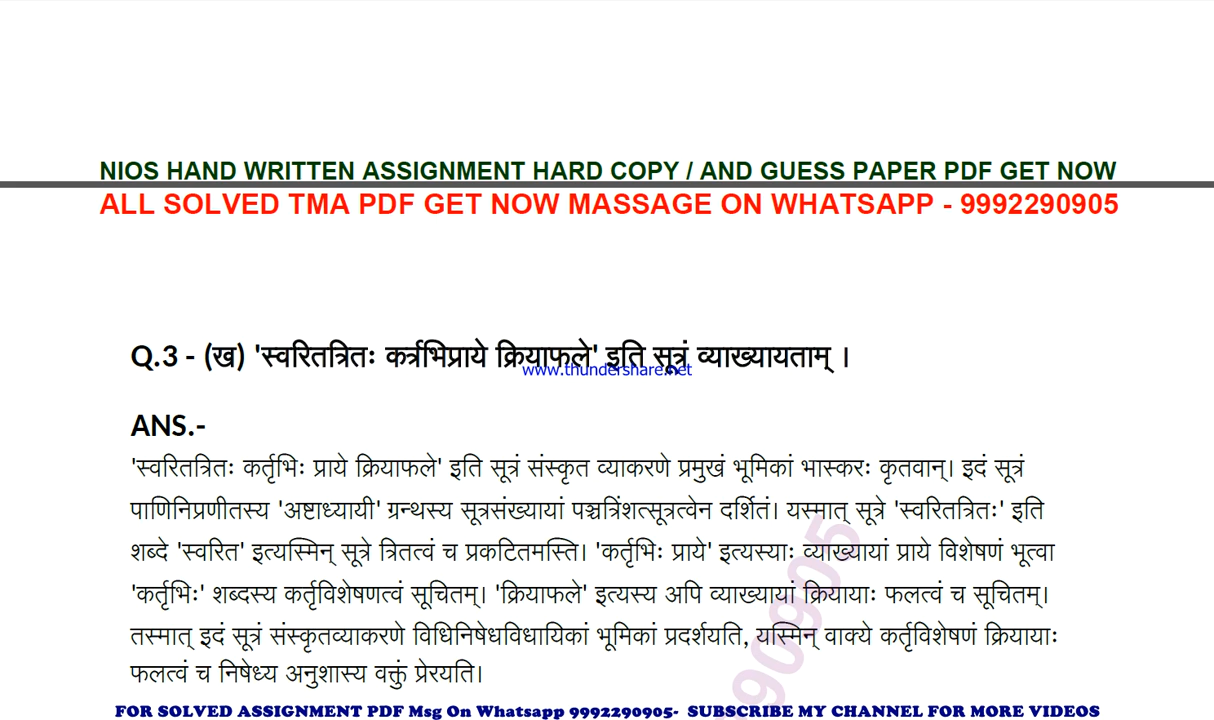 NIOS HAND WRITTEN ASSIGNMENT HARD COPY / AND GUESS PAPER PDF GET NOW
ALL SOLVED TMA PDF GET NOW MASSAGE ON WHATSAPP - 9992290905
Q.3 - (ख) 'स्वरितत्रितः कर्त्रभिप्राये क्रियाफले' इति सूत्रं व्याख्यायताम् ।
www.thundershare.net
ANS.-
'स्वरितत्रितः कर्तृभिः प्राये क्रियाफले' इति सूत्रं संस्कृत व्याकरणे प्रमुखं भूमिकां भास्करः कृतवान्। इदं सूत्रं
पाणिनिप्रणीतस्य 'अष्टाध्यायी' ग्रन्थस्य सूत्रसंख्यायां पञ्चत्रिंशत्सूत्रत्वेन दर्शितं। यस्मात् सूत्रे 'स्वरितत्रितः' इति
शब्दे 'स्वरित' इत्यस्मिन् सूत्रे त्रितत्वं च प्रकटितमस्ति। 'कर्तृभिः प्राये' इत्यस्याः व्याख्यायां प्राये विशेषणं भूत्वा
'कर्तृभिः' शब्दस्य कर्तृविशेषणत्वं सूचितम्। 'क्रियाफले' इत्यस्य अपि व्याख्यायां क्रियायाः फलत्वं च सूचितम्।
तस्मात् इदं सूत्रं संस्कृतव्याकरणे विधिनिषेधविधायिकां भूमिकां प्रदर्शयति, यस्मिन् वाक्ये कर्तृविशेषणं क्रियायाः
फलत्वं च निषेध्य अनुशास्य वक्तुं प्रेरयति।
90905
FOR SOLVED ASSIGNMENT PDF Msg On Whatsapp 9992290905- SUBSCRIBE MY CHANNEL FOR MORE VIDEOS